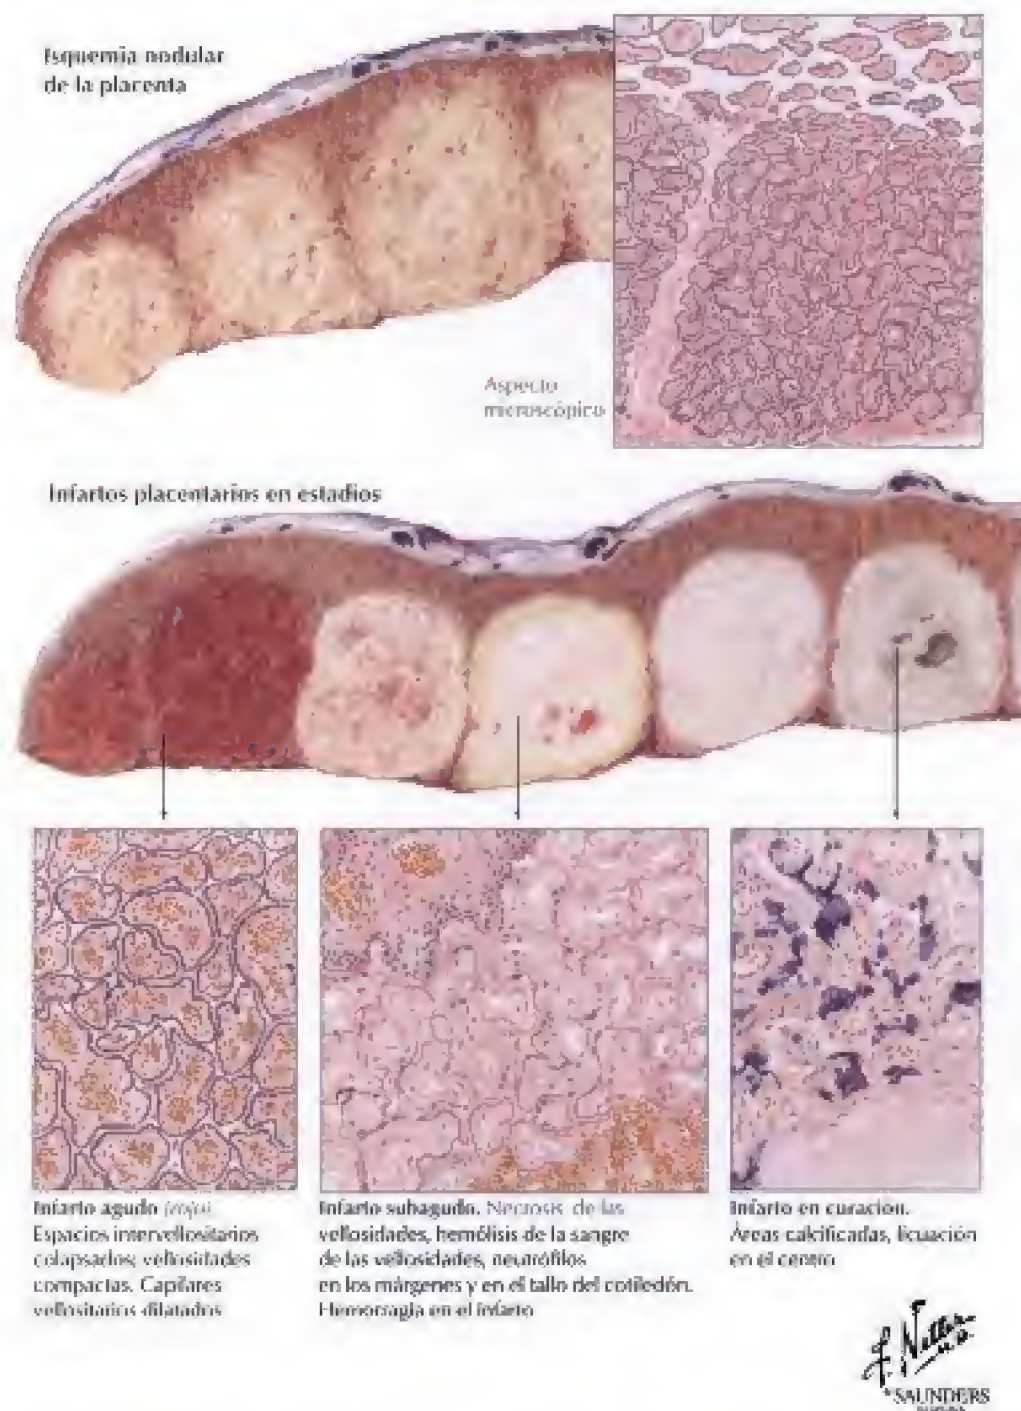 Esquemia nodular
de la placenta
Aspecto
microscópico
Infartos placentarios en estadios
Infarto agudo (rojo)
Espacios intervellositarios
colapsados; vellosidades
compactas. Capilares
vellositarios dilatados
Infarto subagudo. Necrosis de las
vellosidades, hemólisis de la sangre
de las vellosidades, neutrófilos
en los márgenes y en el tallo del cotiledón.
Hemorragia en el infarto
Infarto en curación.
Áreas calcificadas, licuación
en el centro
F. Netter
M.D.
SAUNDERS